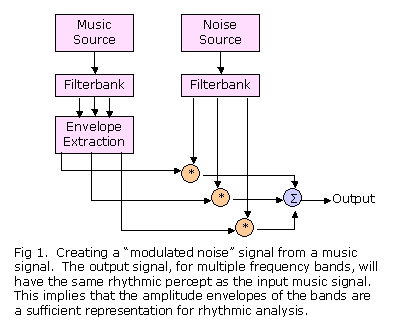 Music
Source
Noise
Source
Filterbank
Filterbank
Envelope
Extraction
*
*
*
Σ
Output
Fig 1. Creating a "modulated noise" signal from a music
signal. The output signal, for multiple frequency bands, will
have the same rhythmic percept as the input music signal.
This implies that the amplitude envelopes of the bands are
a sufficient representation for rhythmic analysis.